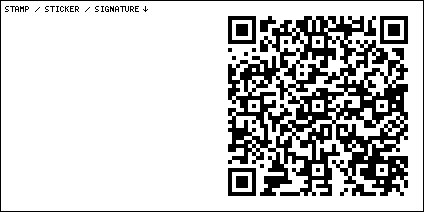 STAMP / STICKER / SIGNATURE ↓